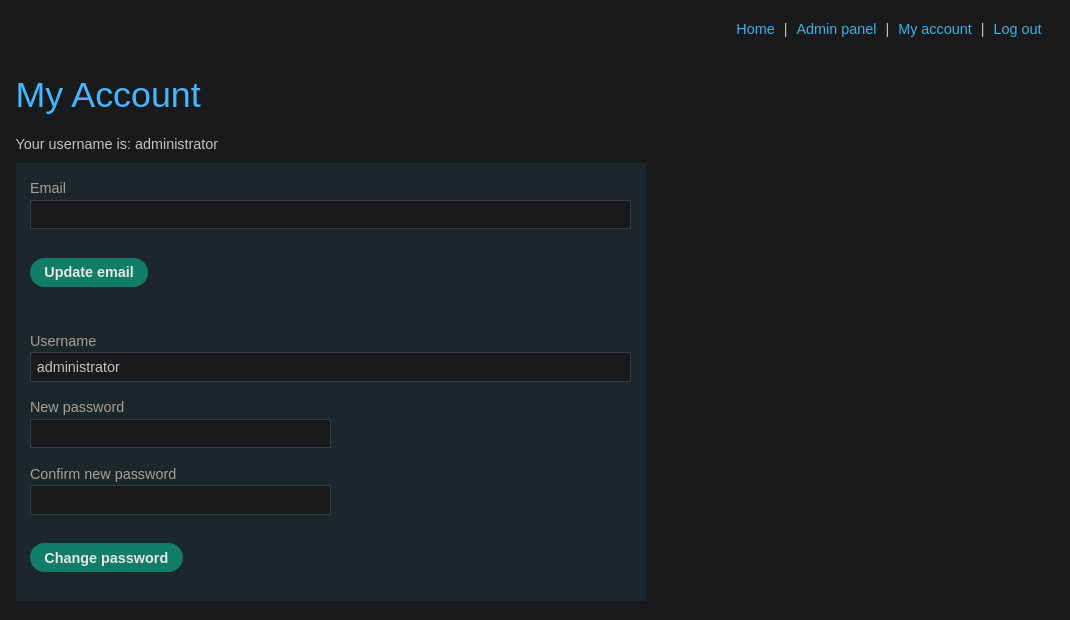 Home | Admin panel | My account | Log out
My Account
Your username is: administrator
Email
Update email
Username
administrator
New password
Confirm new password
Change password